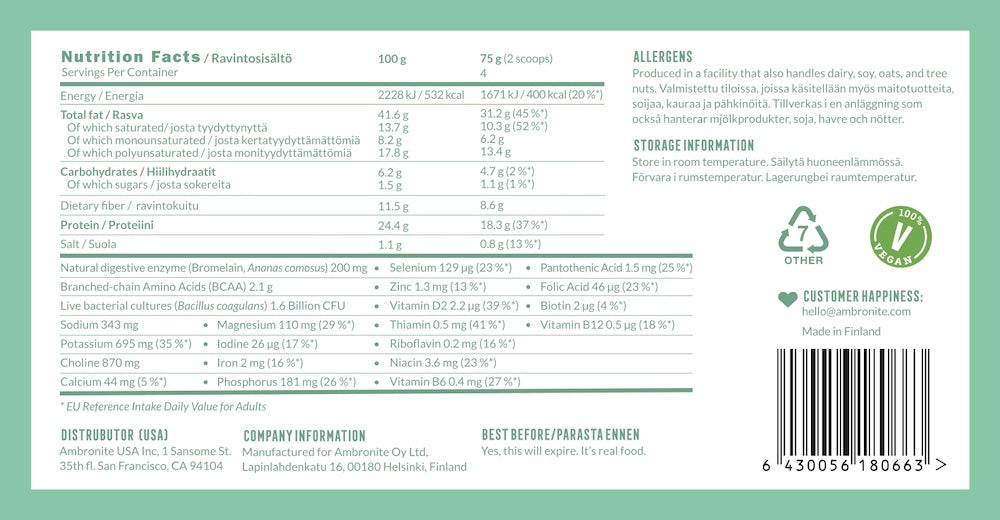 Nutrition Facts / Ravintosisältö 100 g 75 g (2 scoops)
Servings Per Container 4
Energy / Energia 2228 kJ / 532 kcal 1671 kJ / 400 kcal (20 %*)
Total fat / Rasva 41.6 g 31.2 g (45 %*)
Of which saturated/ josta tyydyttynyttä 13.7 g 10.3 g (52 %*)
Of which monounsaturated / josta kertatyydyttämättömiä 8.2 g 6.2 g
Of which polyunsaturated / josta monityydyttämättömiä 17.8 g 13.4 g
Carbohydrates / Hiilihydraatit 6.2 g 4.7 g (2 %*)
Of which sugars / josta sokereita 1.5 g 1.1 g (1 %*)
Dietary fiber / ravintokuitu 11.5 g 8.6 g
Protein / Proteiini 24.4 g 18.3 g (37 %*)
Salt / Suola 1.1 g 0.8 g (13 %*)
Natural digestive enzyme (Bromelain, Ananas comosus) 200 mg • Selenium 129 µg (23 %*) • Pantothenic Acid 1.5 mg (25 %*)
Branched-chain Amino Acids (BCAA) 2.1 g • Zinc 1.3 mg (13 %*) • Folic Acid 46 µg (23 %*)
Live bacterial cultures (Bacillus coagulans) 1.6 Billion CFU • Vitamin D2 2.2 µg (39 %*) • Biotin 2 µg (4 %*)
Sodium 343 mg • Magnesium 110 mg (29 %*) • Thiamin 0.5 mg (41 %*) • Vitamin B12 0.5 µg (18 %*)
Potassium 695 mg (35 %*) • Iodine 26 µg (17 %*) • Riboflavin 0.2 mg (16 %*)
Choline 870 mg • Iron 2 mg (16 %*) • Niacin 3.6 mg (23 %*)
Calcium 44 mg (5 %*) • Phosphorus 181 mg (26 %*) • Vitamin B6 0.4 mg (27 %*)
* EU Reference Intake Daily Value for Adults
DISTRUBUTOR (USA)
Ambronite USA Inc, 1 Sansome St.
35th fl. San Francisco, CA 94104
COMPANY INFORMATION
Manufactured for Ambronite Oy Ltd,
Lapinlahdenkatu 16, 00180 Helsinki, Finland
BEST BEFORE/PARASTA ENNEN
Yes, this will expire. It's real food.
ALLERGENS
Produced in a facility that also handles dairy, soy, oats, and tree
nuts. Valmistettu tiloissa, joissa käsitellään myös maitotuotteita,
soijaa, kauraa ja pähkinöitä. Tillverkas i en anläggning som
också hanterar mjölkprodukter, soja, havre och nötter.
STORAGE INFORMATION
Store in room temperature. Säilytä huoneenlämmössä.
Förvara i rumstemperatur. Lagerungbei raumtemperatur.
7
OTHER
100%
V
VEGAN
CUSTOMER HAPPINESS:
hello@ambronite.com
Made in Finland
6 430056 180663 >